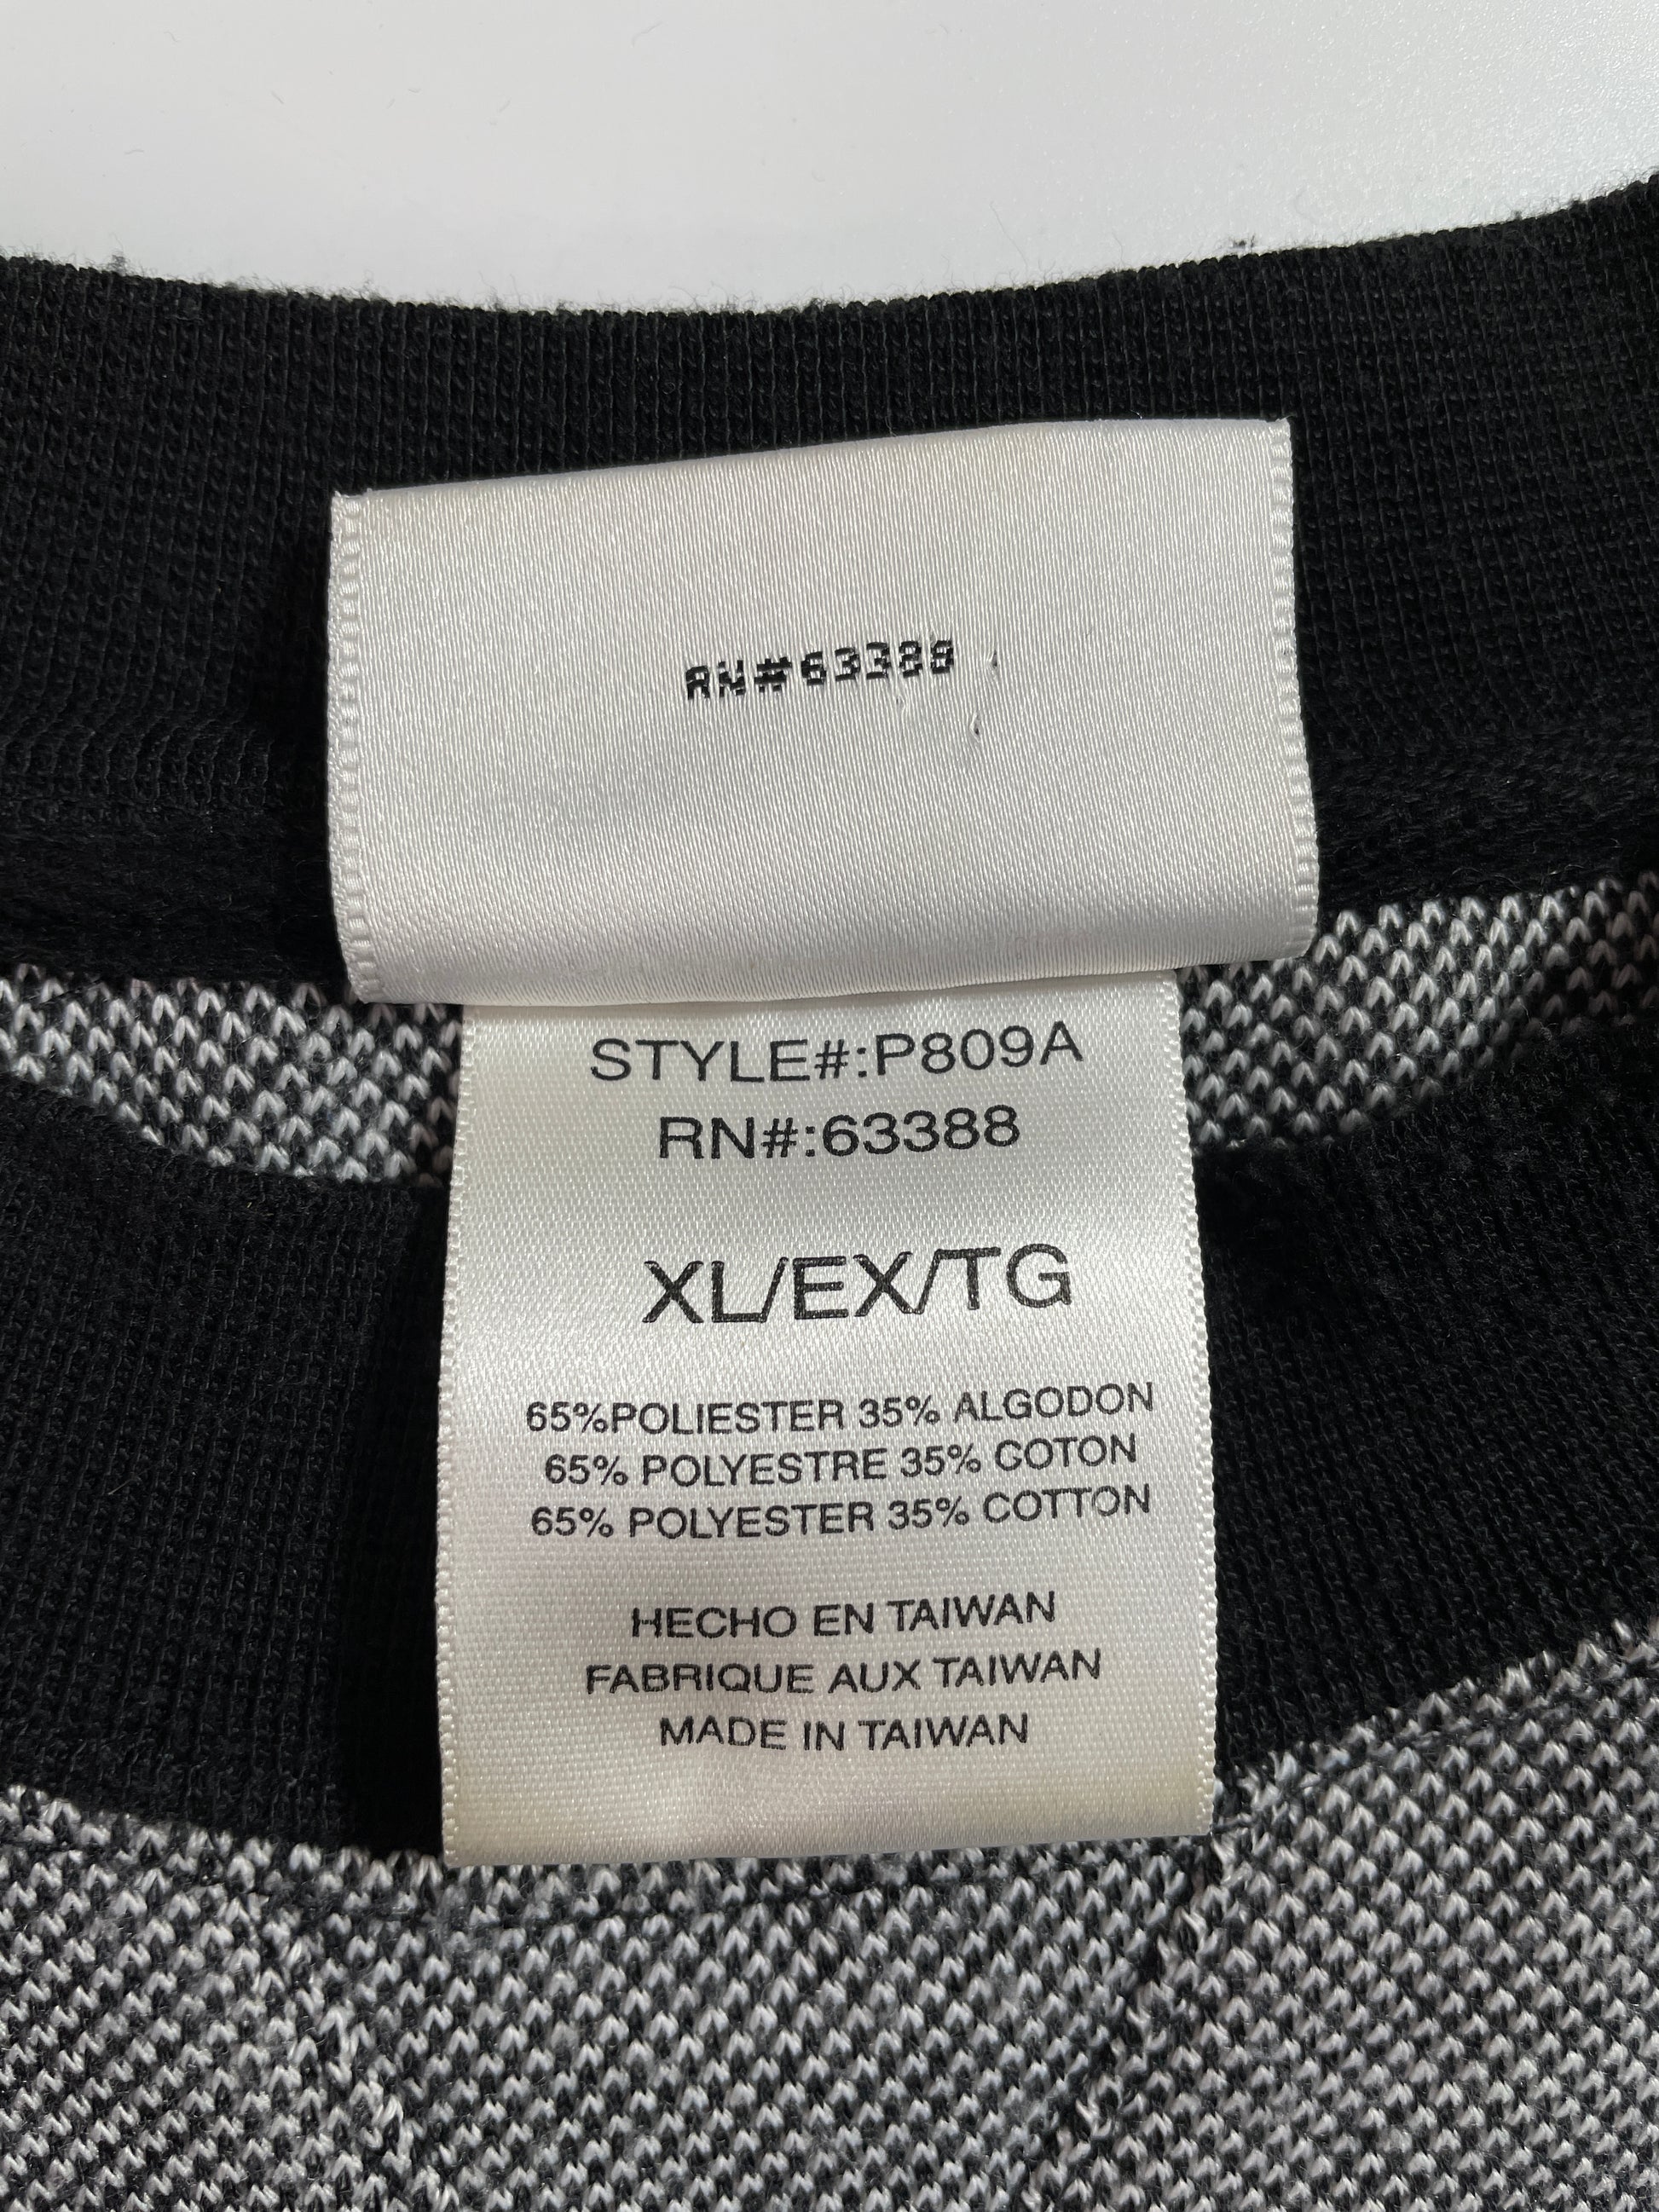 RN#63388
STYLE#:P809A
RN#:63388
XL/EX/TG
65%POLIESTER 35% ALGODON
65% POLYESTRE 35% COTON
65% POLYESTER 35% COTTON
HECHO EN TAIWAN
FABRIQUE AUX TAIWAN
MADE IN TAIWAN